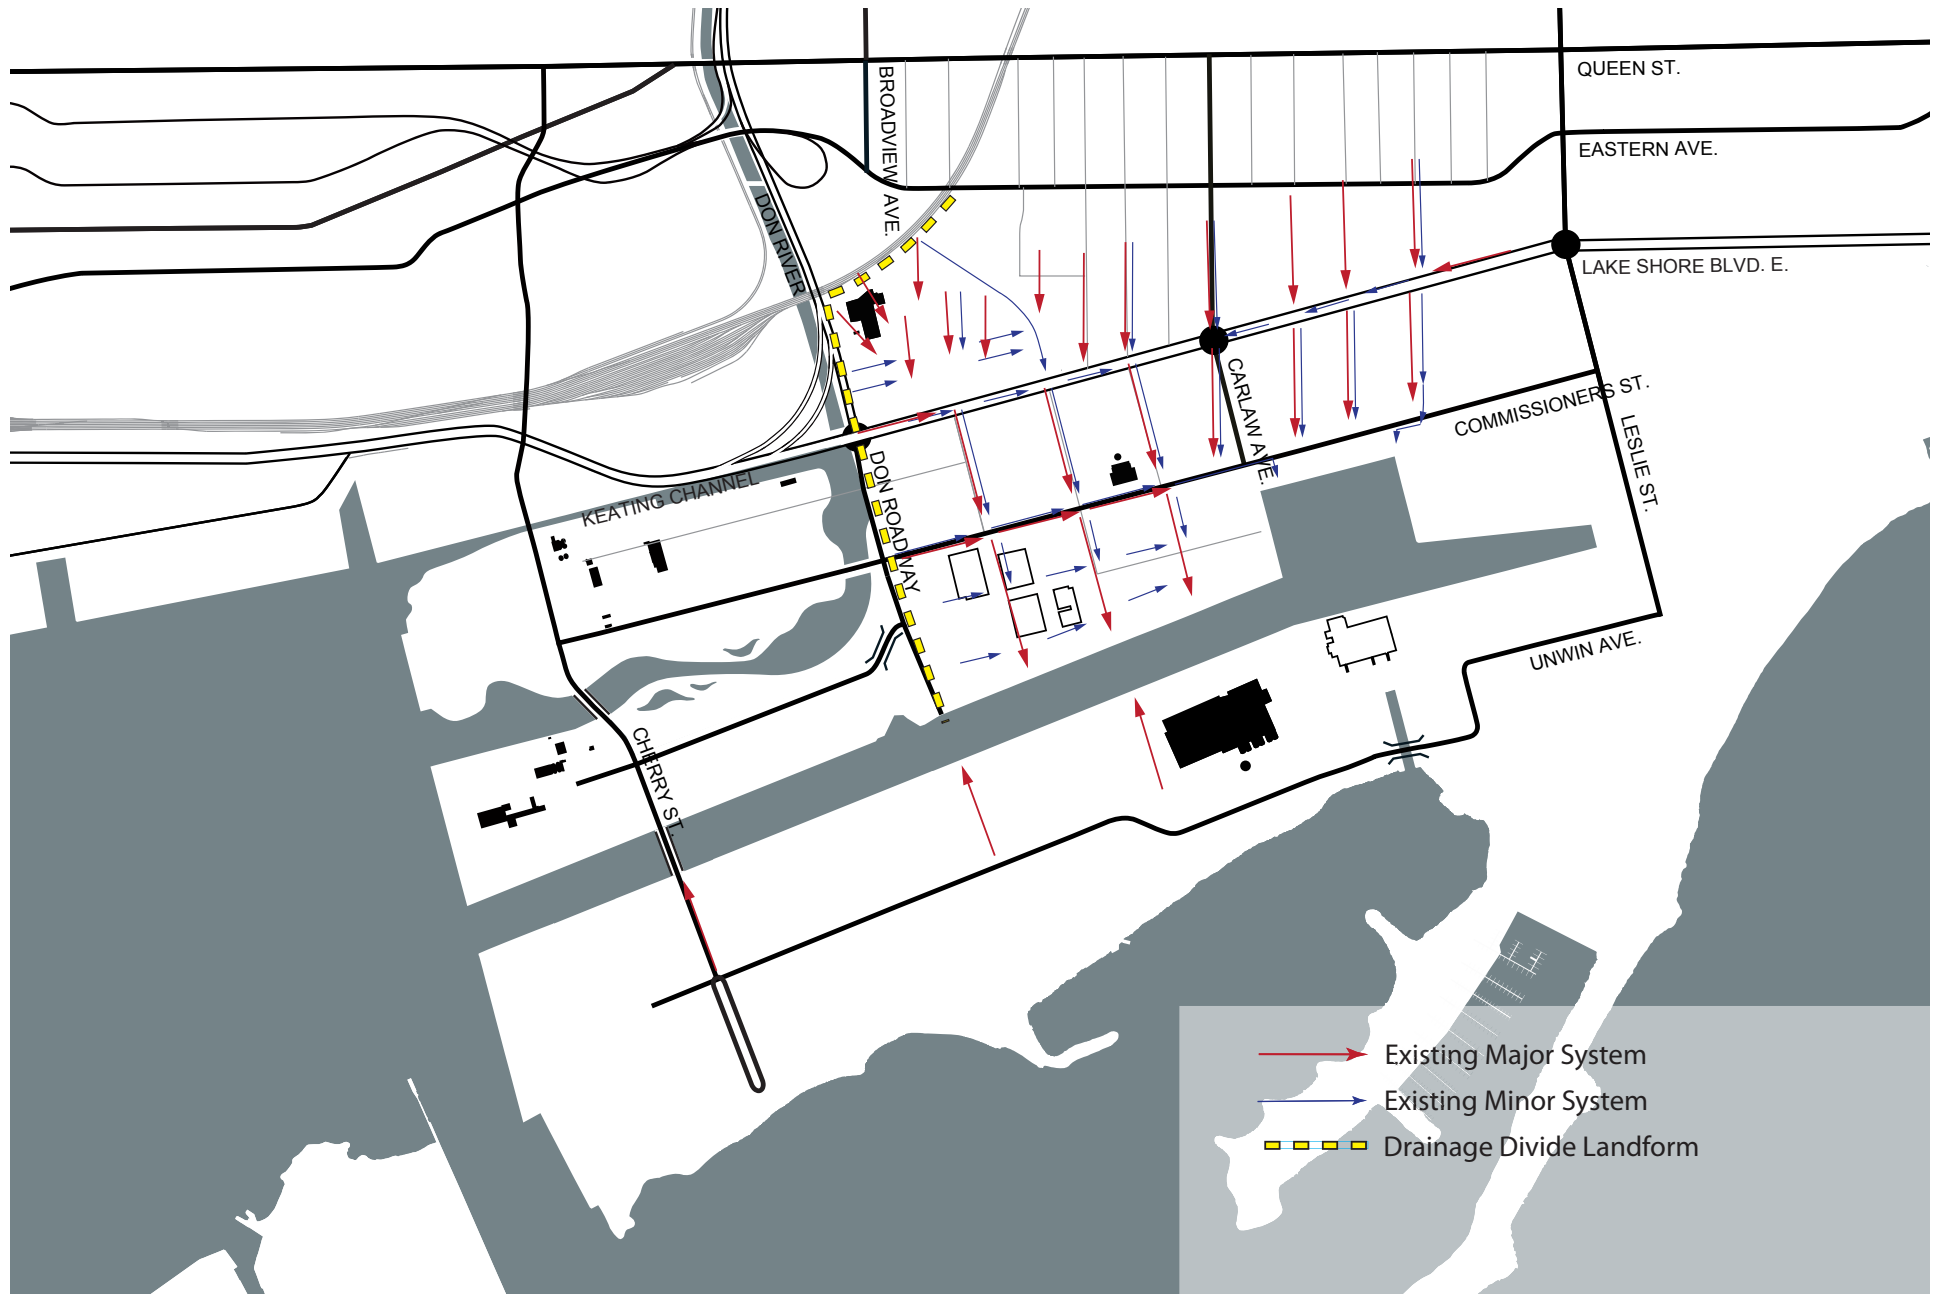 QUEEN ST.
BROADVIEW AVE.
EASTERN AVE.
DON RIVER
LAKE SHORE BLVD. E.
CARLAW AVE.
COMMISSIONERS ST.
LESLIE ST.
KEATING CHANNEL
DON ROADWAY
UNWIN AVE.
CHERRY ST.
Existing Major System
Existing Minor System
Drainage Divide Landform